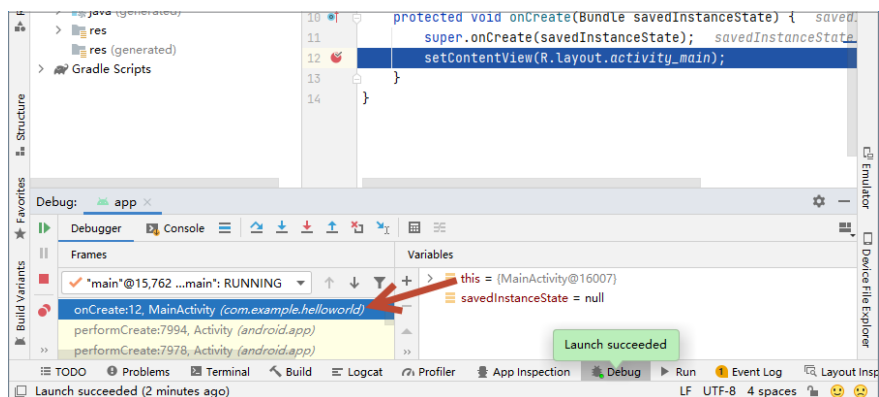 java (generated)
res
res (generated)
Gradle Scripts
10 protected void onCreate(Bundle savedInstanceState) {
11 super.onCreate(savedInstanceState); savedInstanceState
12 setContentView(R.layout.activity_main);
13 }
14 }
Structure
Favorites
Build Variants
Emulator
Device File Explorer
Debug: app
Debugger Console
Frames Variables
"main"@15,762 ...main": RUNNING
this = {MainActivity@16007}
savedInstanceState = null
onCreate:12, MainActivity (com.example.helloworld)
performCreate:7994, Activity (android.app)
performCreate:7978, Activity (android.app)
Launch succeeded
TODO Problems Terminal Build Logcat Profiler App Inspection Debug Run 1 Event Log Layout Insp
Launch succeeded (2 minutes ago) LF UTF-8 4 spaces